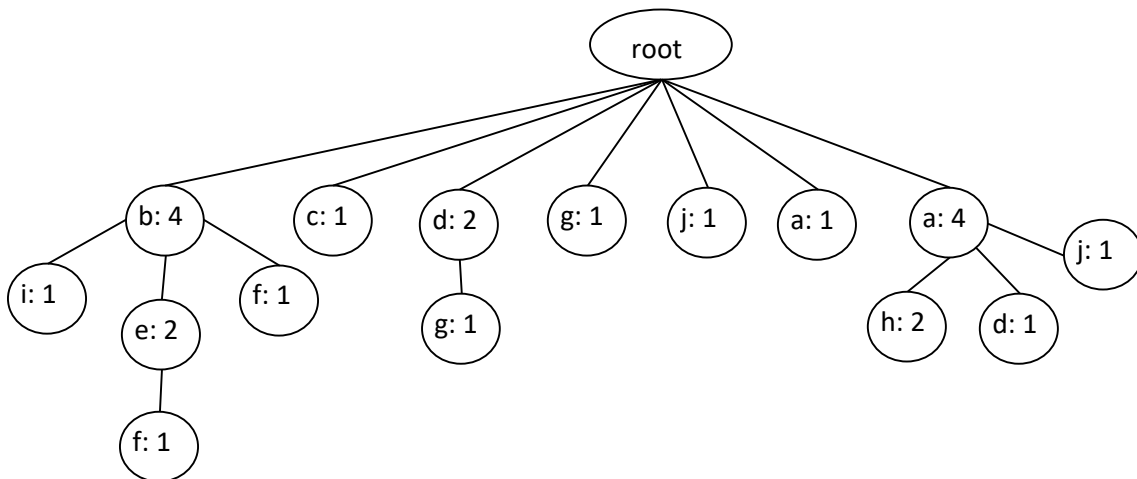 root
b: 4
c: 1
d: 2
g: 1
j: 1
a: 1
a: 4
j: 1
i: 1
e: 2
f: 1
g: 1
h: 2
d: 1
f: 1